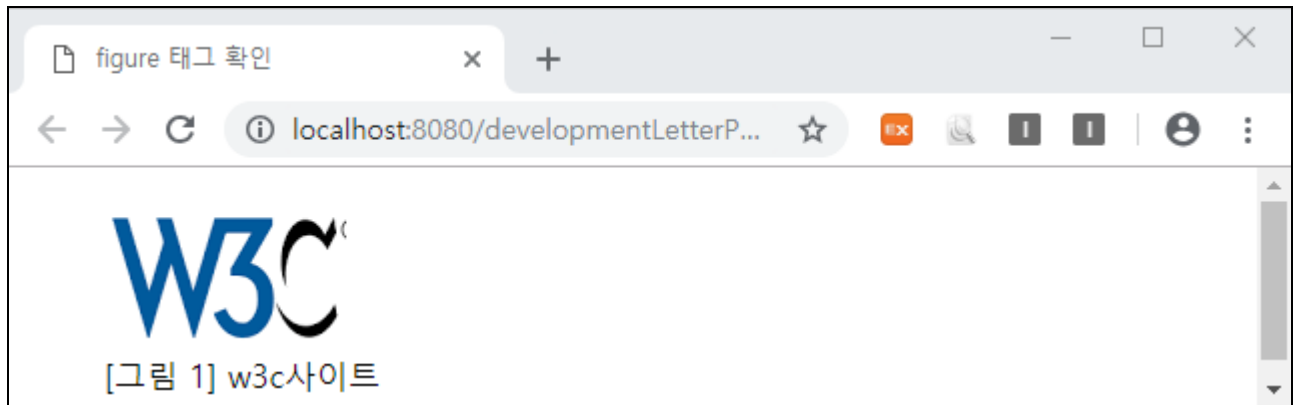 figure 태그 확인
localhost:8080/developmentLetterP...
W3C
[그림 1] w3c사이트